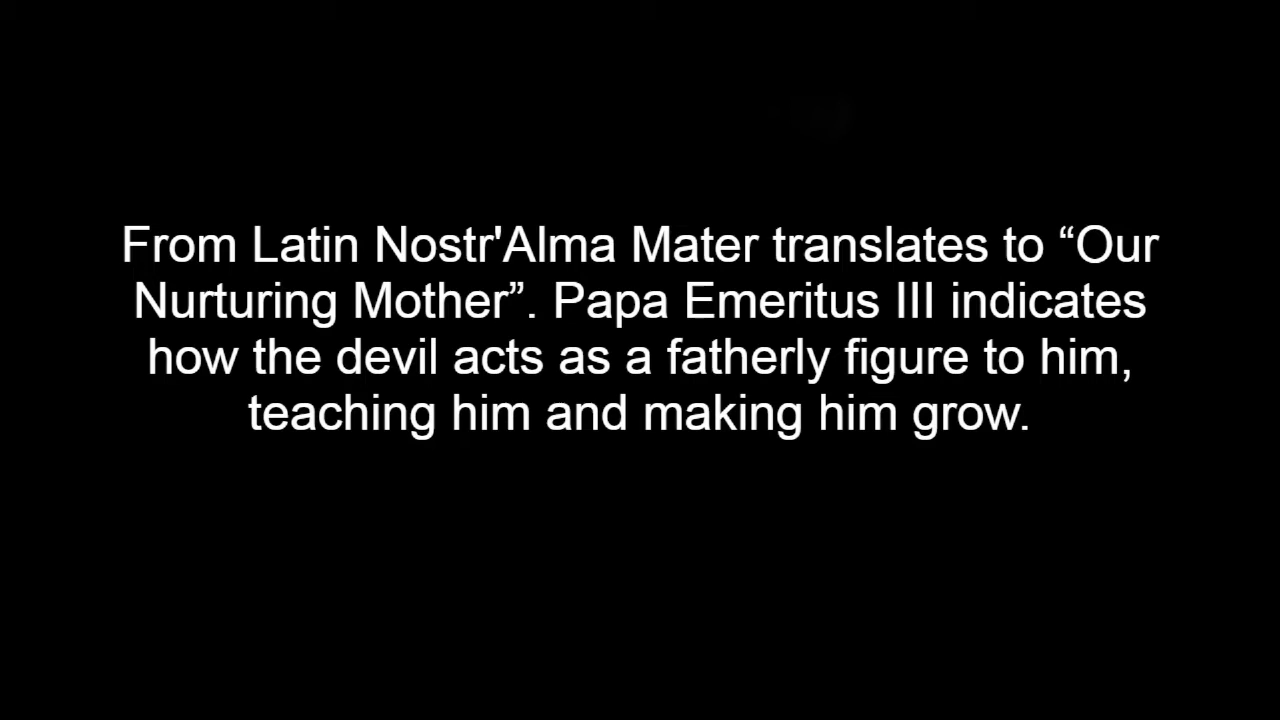 From Latin Nostr'Alma Mater translates to “Our
Nurturing Mother”. Papa Emeritus III indicates
how the devil acts as a fatherly figure to him,
teaching him and making him grow.